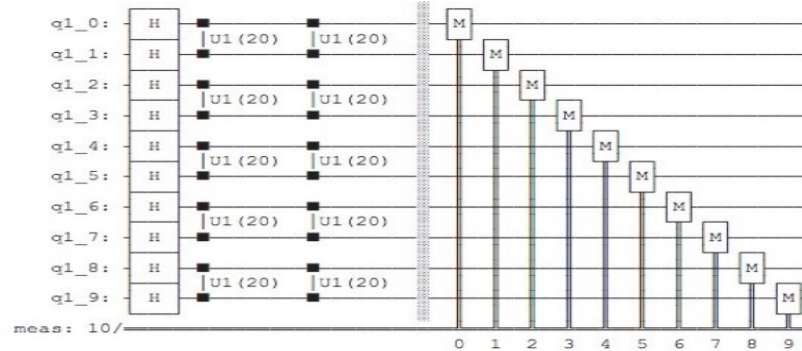 q1_0: H U1(20) U1(20) M
q1_1: H M
q1_2: H U1(20) U1(20) M
q1_3: H M
q1_4: H U1(20) U1(20) M
q1_5: H M
q1_6: H U1(20) U1(20) M
q1_7: H M
q1_8: H U1(20) U1(20) M
q1_9: H M
meas: 10/
0 1 2 3 4 5 6 7 8 9